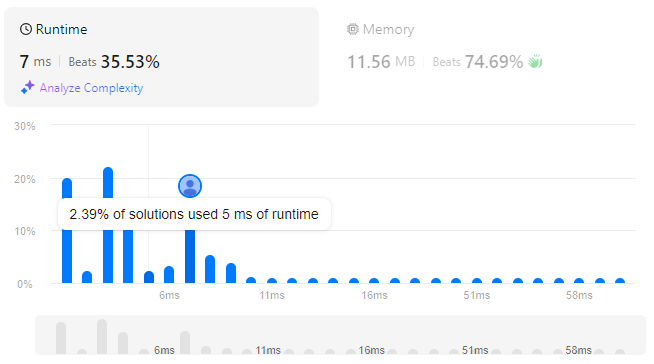 Runtime
7 ms Beats 35.53%
Analyze Complexity
Memory
11.56 MB Beats 74.69%
30%
20%
10%
0%
2.39% of solutions used 5 ms of runtime
6ms 11ms 16ms 51ms 58ms
6ms 11ms 16ms 51ms 58ms